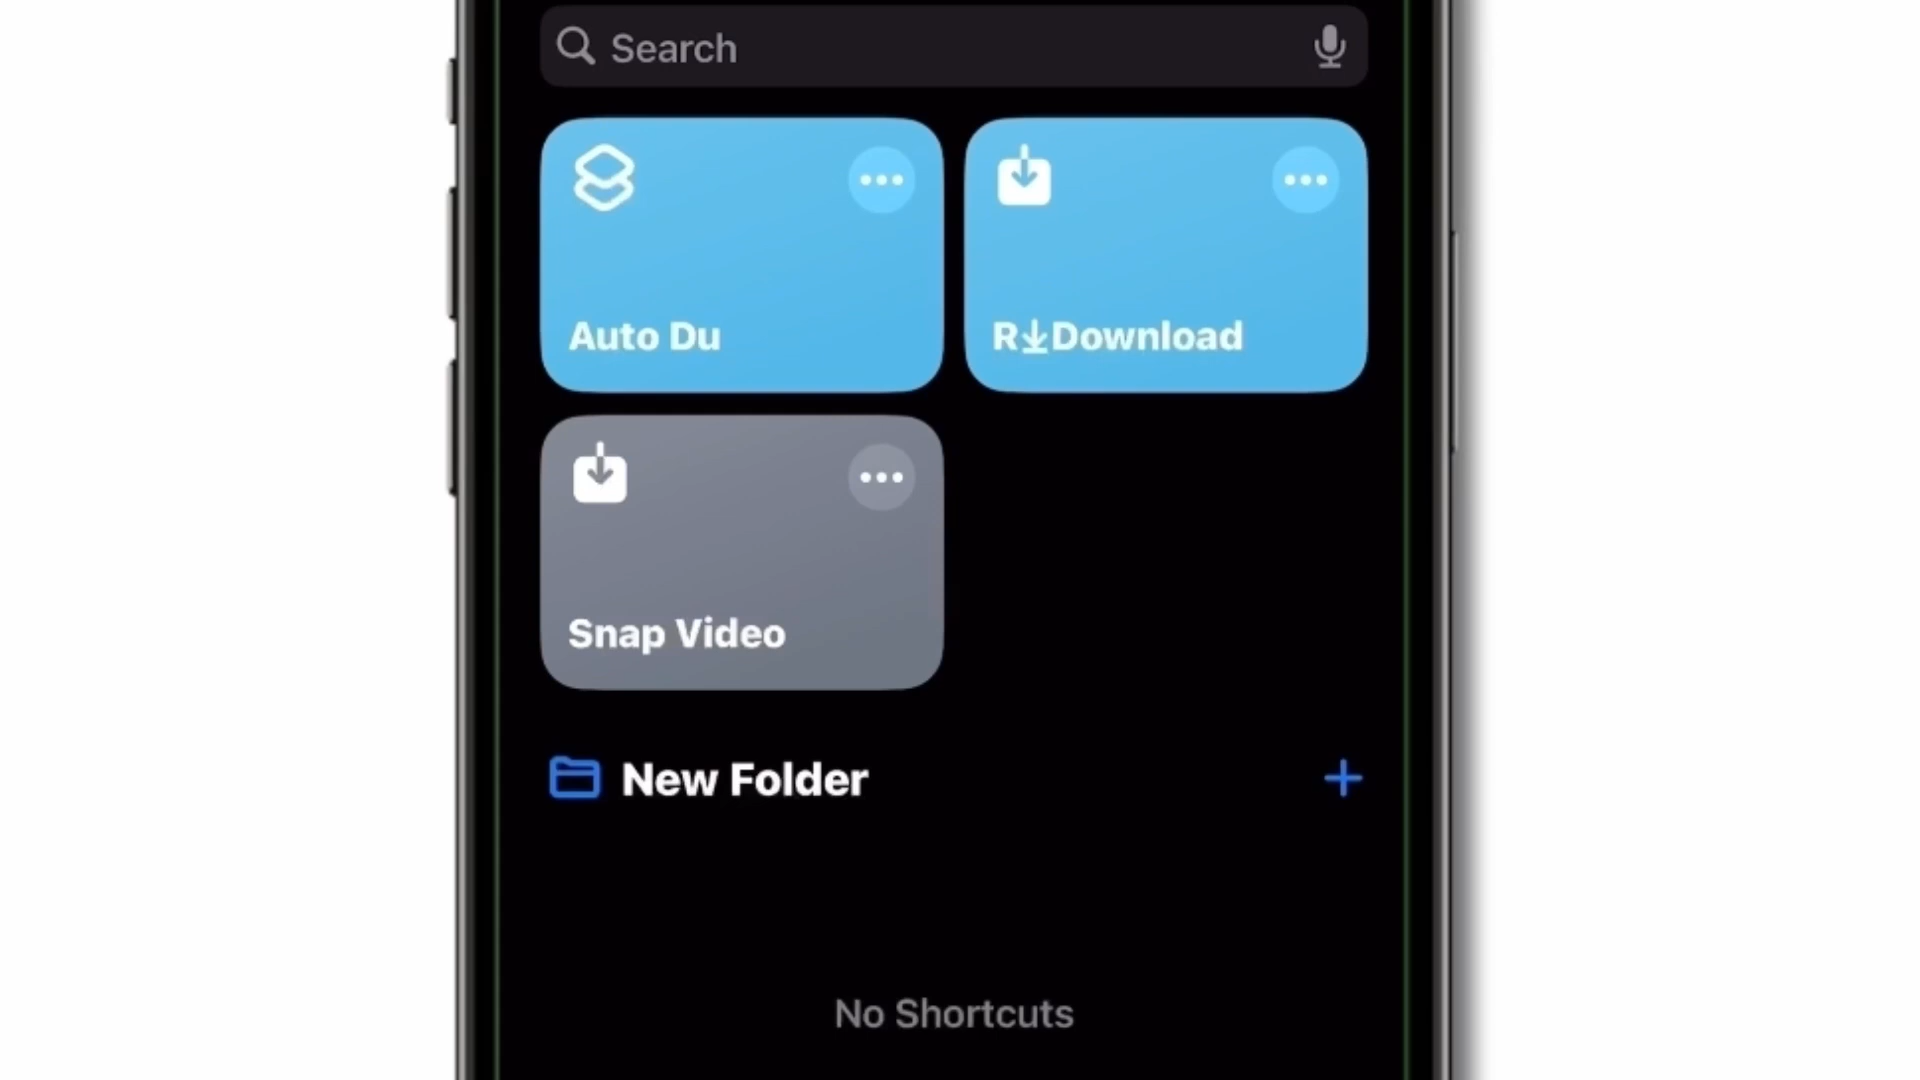 Search
Auto Du
R↓Download
Snap Video
New Folder
No Shortcuts